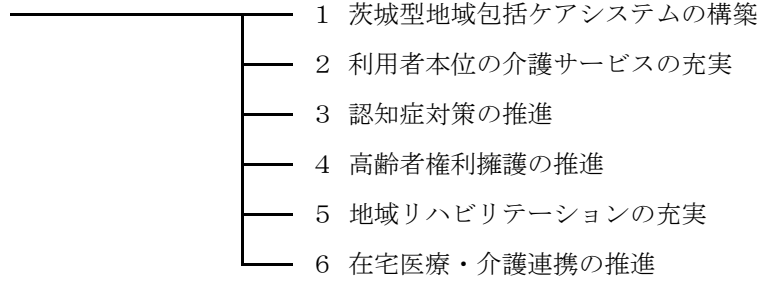 １ 茨城型地域包括ケアシステムの構築
２ 利用者本位の介護サービスの充実
３ 認知症対策の推進
４ 高齢者権利擁護の推進
５ 地域リハビリテーションの充実
６ 在宅医療・介護連携の推進